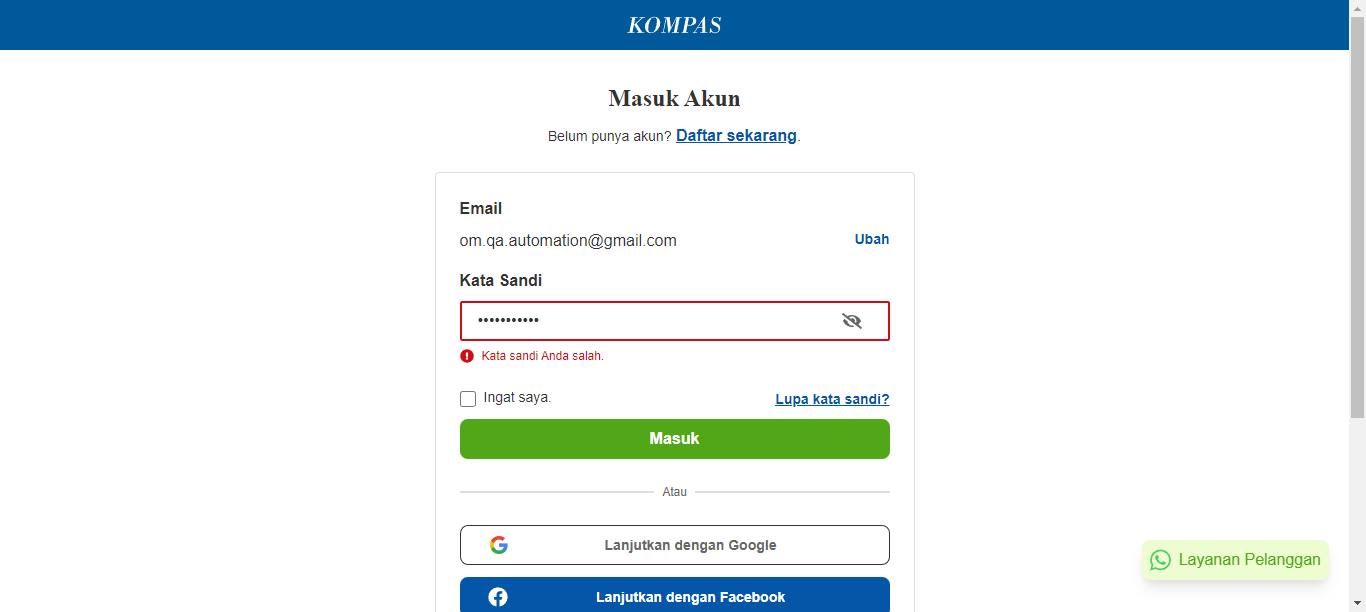 KOMPAS
Masuk Akun
Belum punya akun? Daftar sekarang.
Email
om.qa.automation@gmail.com Ubah
Kata Sandi
•••••••••••
Kata sandi Anda salah.
Ingat saya. Lupa kata sandi?
Masuk
Atau
Lanjutkan dengan Google
Layanan Pelanggan
Lanjutkan dengan Facebook